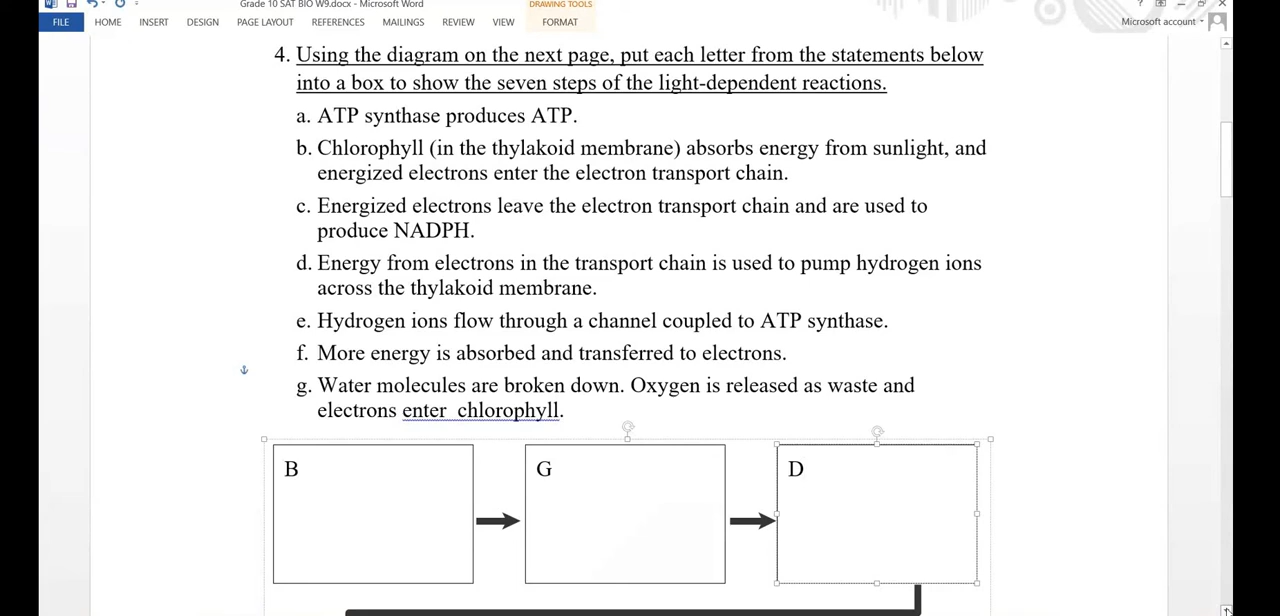 Grade 10 SAT BIO W9.docx - Microsoft Word
DRAWING TOOLS
FILE HOME INSERT DESIGN PAGE LAYOUT REFERENCES MAILINGS REVIEW VIEW FORMAT Microsoft account
4. Using the diagram on the next page, put each letter from the statements below
into a box to show the seven steps of the light-dependent reactions.
a. ATP synthase produces ATP.
b. Chlorophyll (in the thylakoid membrane) absorbs energy from sunlight, and
energized electrons enter the electron transport chain.
c. Energized electrons leave the electron transport chain and are used to
produce NADPH.
d. Energy from electrons in the transport chain is used to pump hydrogen ions
across the thylakoid membrane.
e. Hydrogen ions flow through a channel coupled to ATP synthase.
f. More energy is absorbed and transferred to electrons.
g. Water molecules are broken down. Oxygen is released as waste and
electrons enter  chlorophyll.
B G D